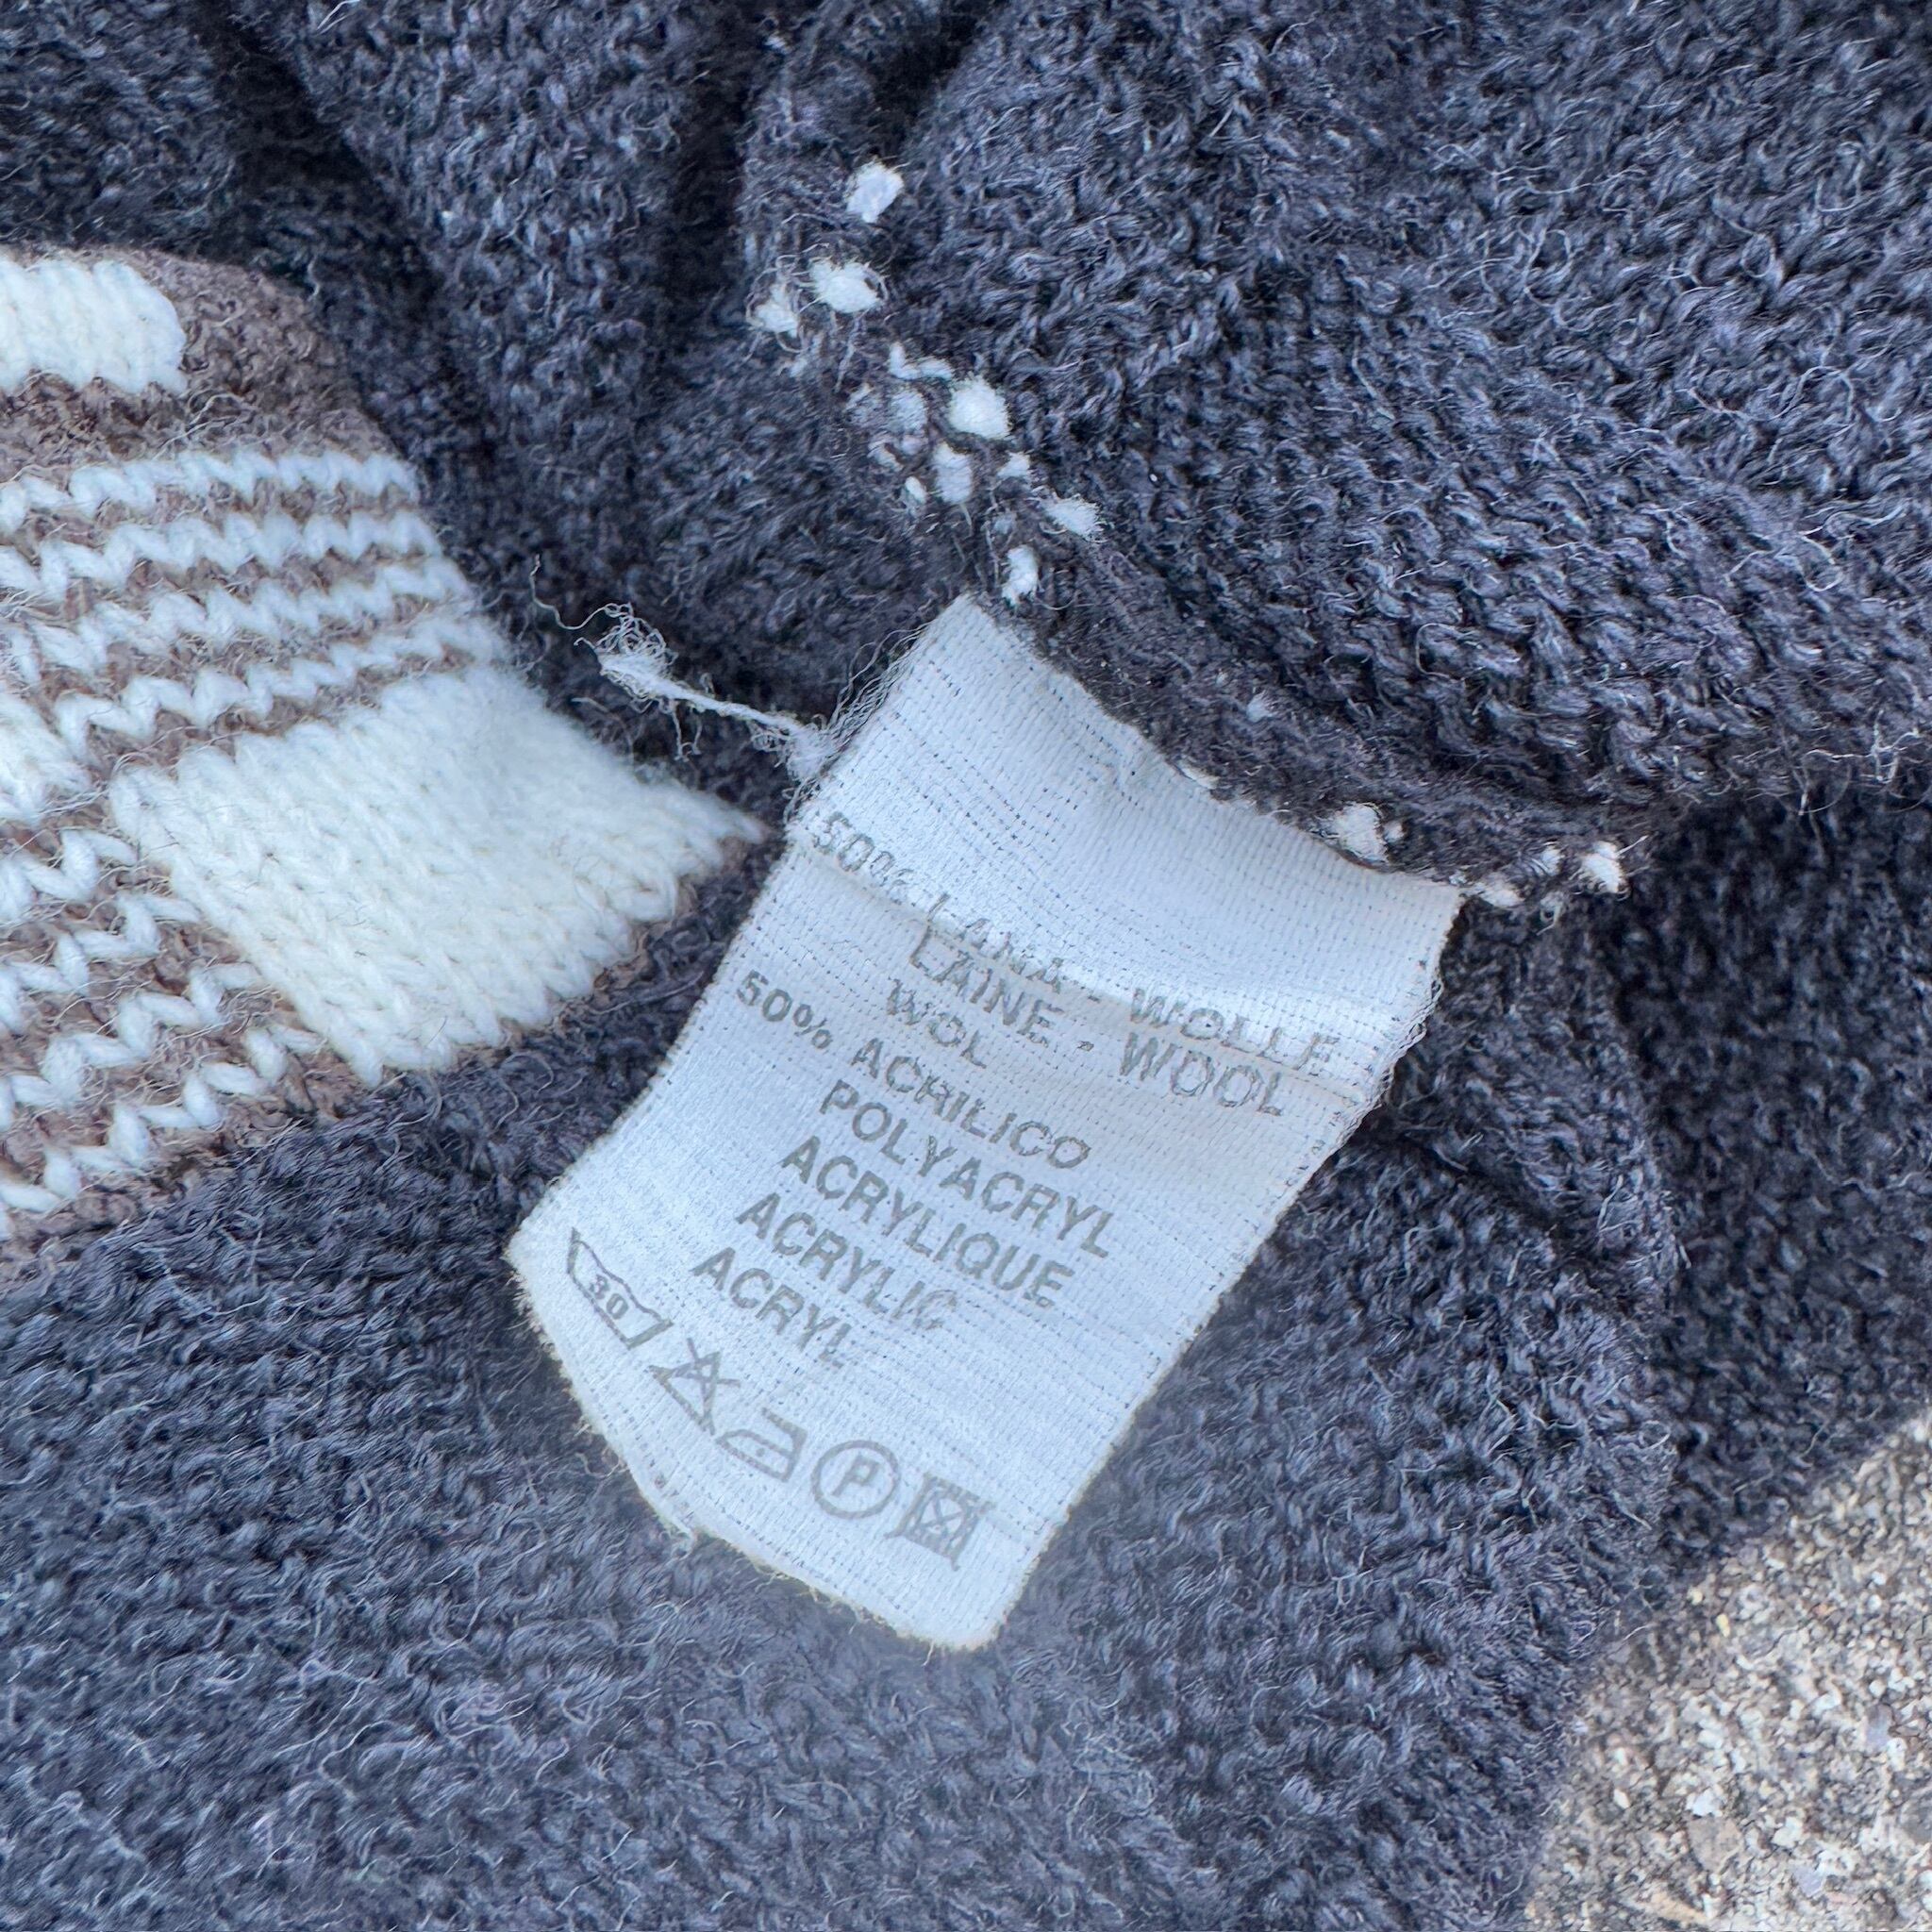 50% LANA - WOLLE
LAINE - WOOL
WOL
50% ACRILICO
POLYACRYL
ACRYLIQUE
ACRYLIC
ACRYL
30
P